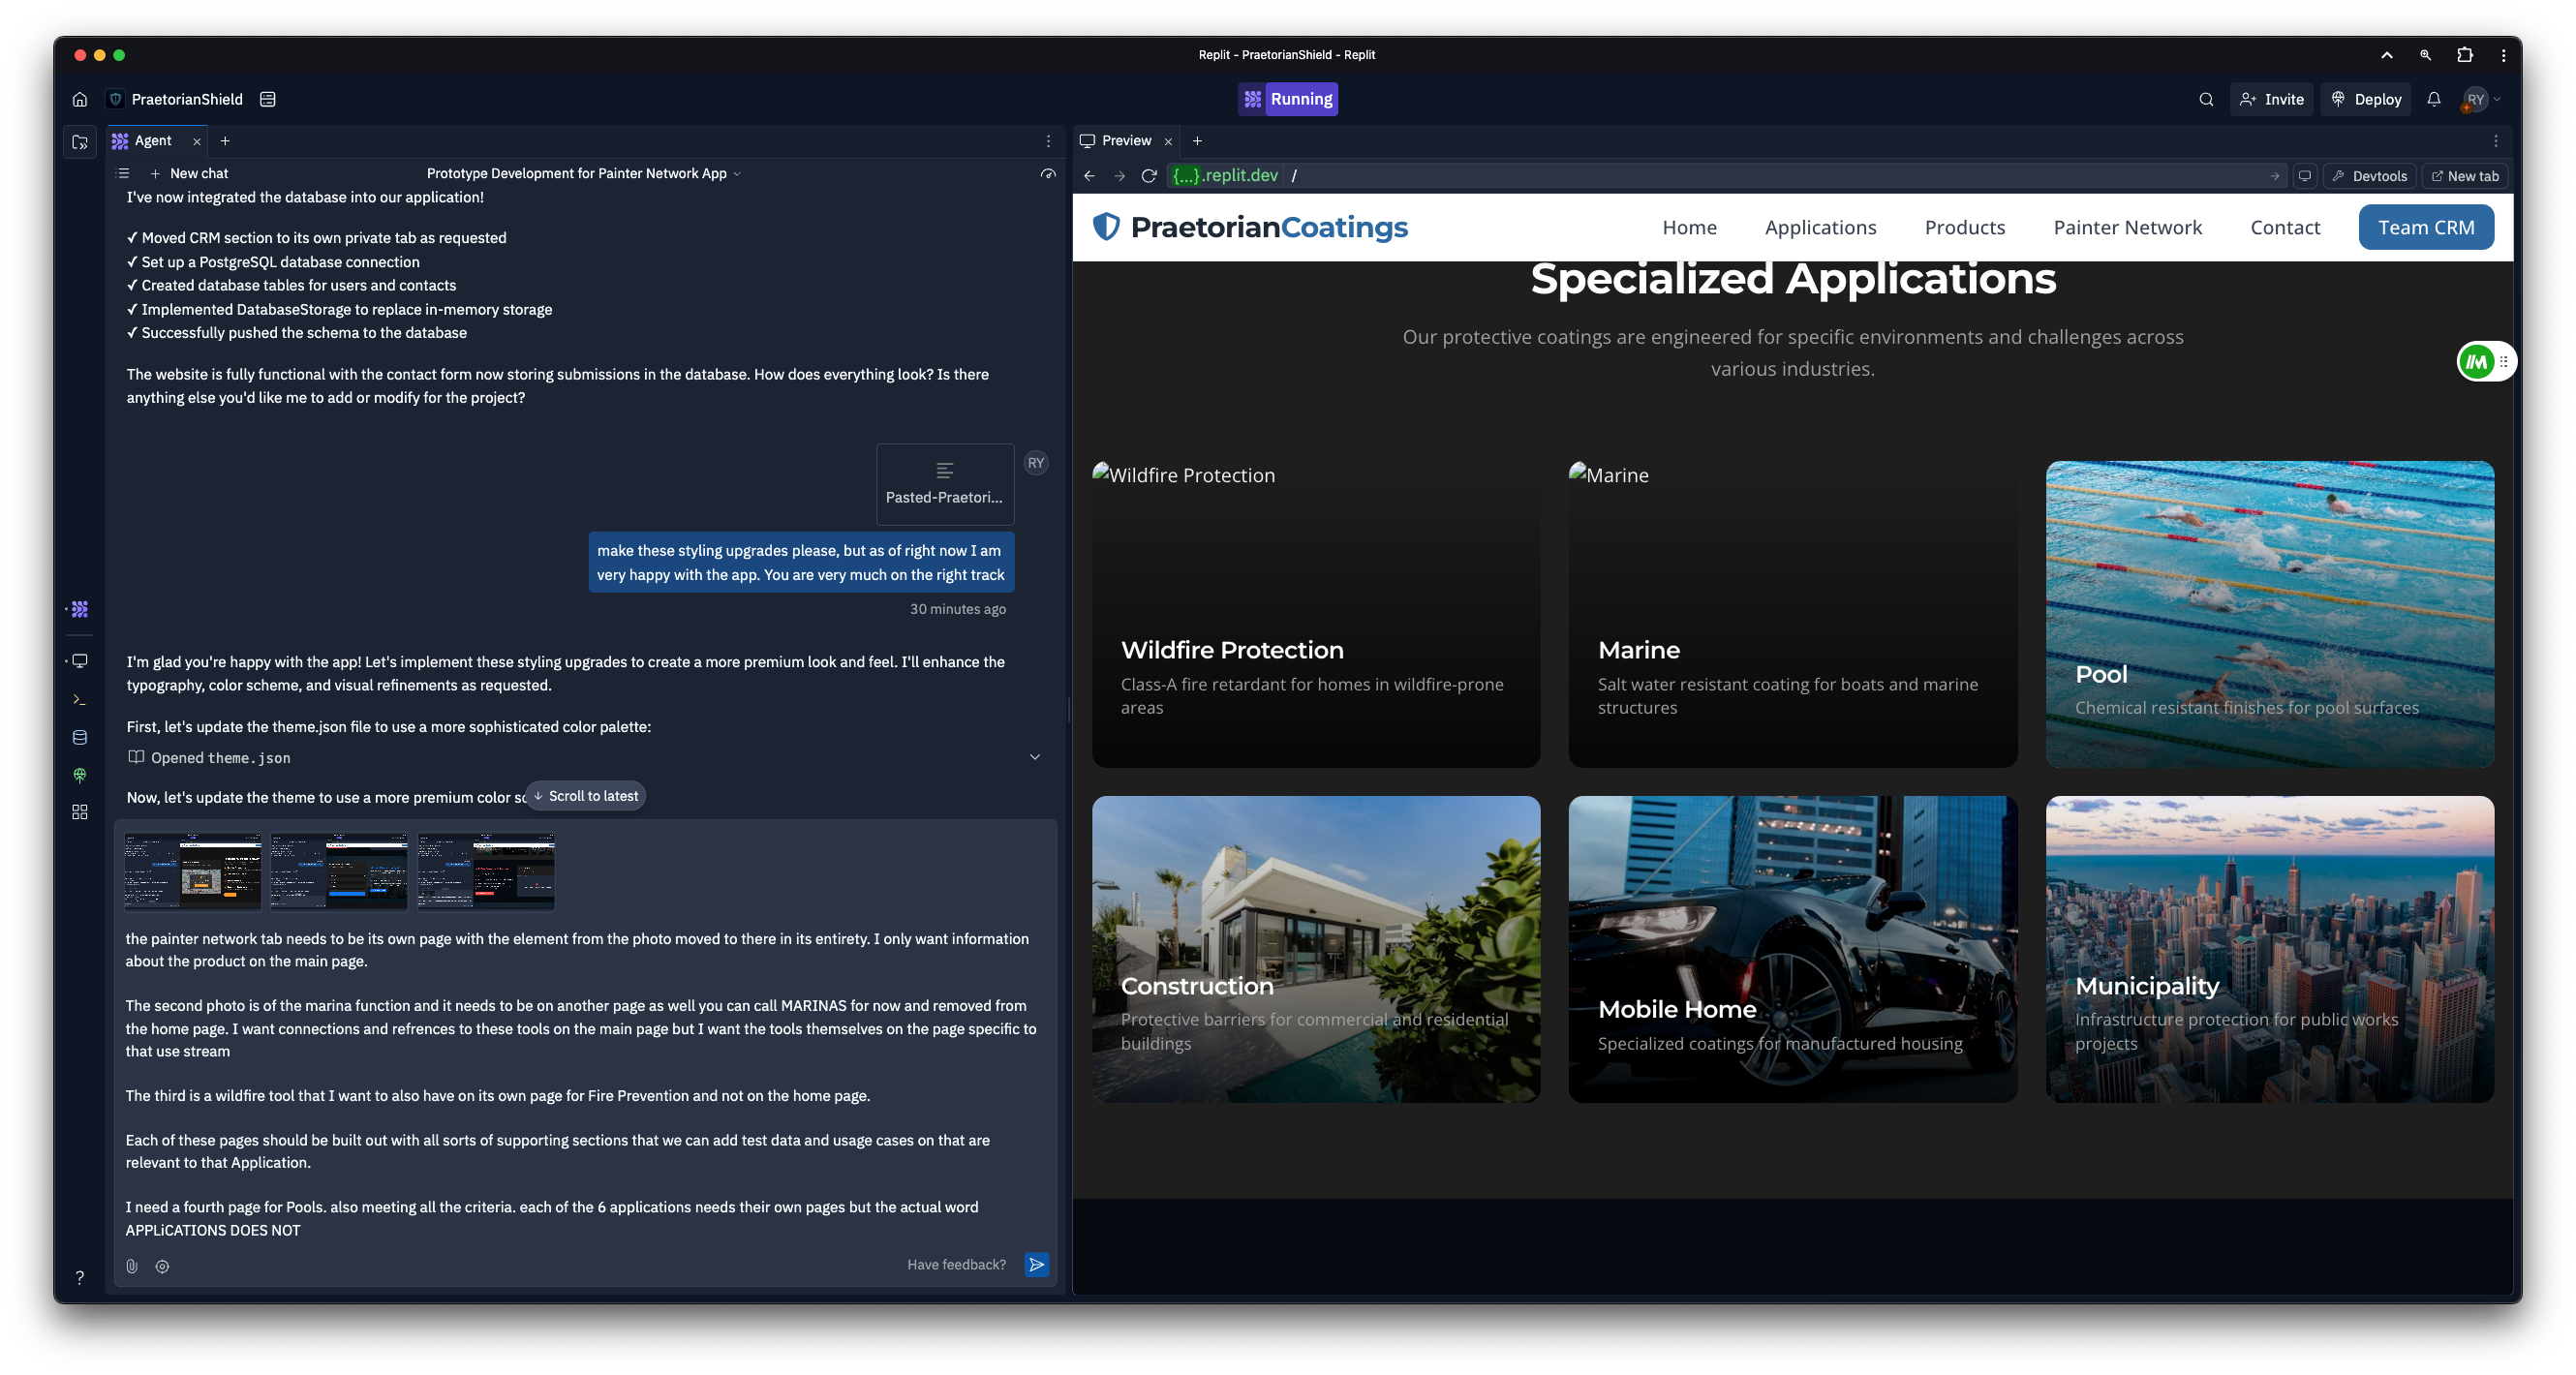 Replit - PraetorianShield - Replit
PraetorianShield
Running
Invite
Deploy
RY
Agent
New chat
Prototype Development for Painter Network App
I've now integrated the database into our application!
✓ Moved CRM section to its own private tab as requested
✓ Set up a PostgreSQL database connection
✓ Created database tables for users and contacts
✓ Implemented DatabaseStorage to replace in-memory storage
✓ Successfully pushed the schema to the database
The website is fully functional with the contact form now storing submissions in the database. How does everything look? Is there
anything else you'd like me to add or modify for the project?
Pasted-Praetori...
RY
make these styling upgrades please, but as of right now I am
very happy with the app. You are very much on the right track
30 minutes ago
I'm glad you're happy with the app! Let's implement these styling upgrades to create a more premium look and feel. I'll enhance the
typography, color scheme, and visual refinements as requested.
First, let's update the theme.json file to use a more sophisticated color palette:
Opened theme.json
Now, let's update the theme to use a more premium color
Scroll to latest
the painter network tab needs to be its own page with the element from the photo moved to there in its entirety. I only want information
about the product on the main page.
The second photo is of the marina function and it needs to be on another page as well you can call MARINAS for now and removed from
the home page. I want connections and refrences to these tools on the main page but I want the tools themselves on the page specific to
that use stream
The third is a wildfire tool that I want to also have on its own page for Fire Prevention and not on the home page.
Each of these pages should be built out with all sorts of supporting sections that we can add test data and usage cases on that are
relevant to that Application.
I need a fourth page for Pools. also meeting all the criteria. each of the 6 applications needs their own pages but the actual word
APPLiCATIONS DOES NOT
Have feedback?
Preview
{...}.replit.dev /
Devtools
New tab
PraetorianCoatings
Home
Applications
Products
Painter Network
Contact
Team CRM
Specialized Applications
Our protective coatings are engineered for specific environments and challenges across
various industries.
Wildfire Protection
Wildfire Protection
Class-A fire retardant for homes in wildfire-prone
areas
Marine
Marine
Salt water resistant coating for boats and marine
structures
Pool
Chemical resistant finishes for pool surfaces
Construction
Protective barriers for commercial and residential
buildings
Mobile Home
Specialized coatings for manufactured housing
Municipality
Infrastructure protection for public works
projects